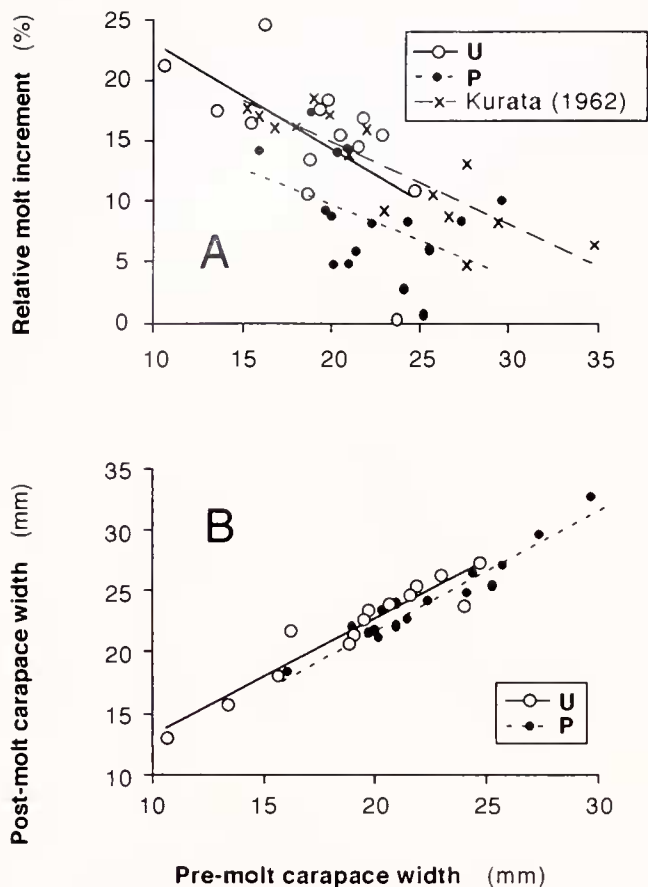 Relative molt increment (%)
25
20
15
10
5
0
U
P
Kurata (1962)
A
10 15 20 25 30 35
Post-molt carapace width (mm)
35
30
25
20
15
10
B
U
P
10 15 20 25 30
Pre-molt carapace width (mm)